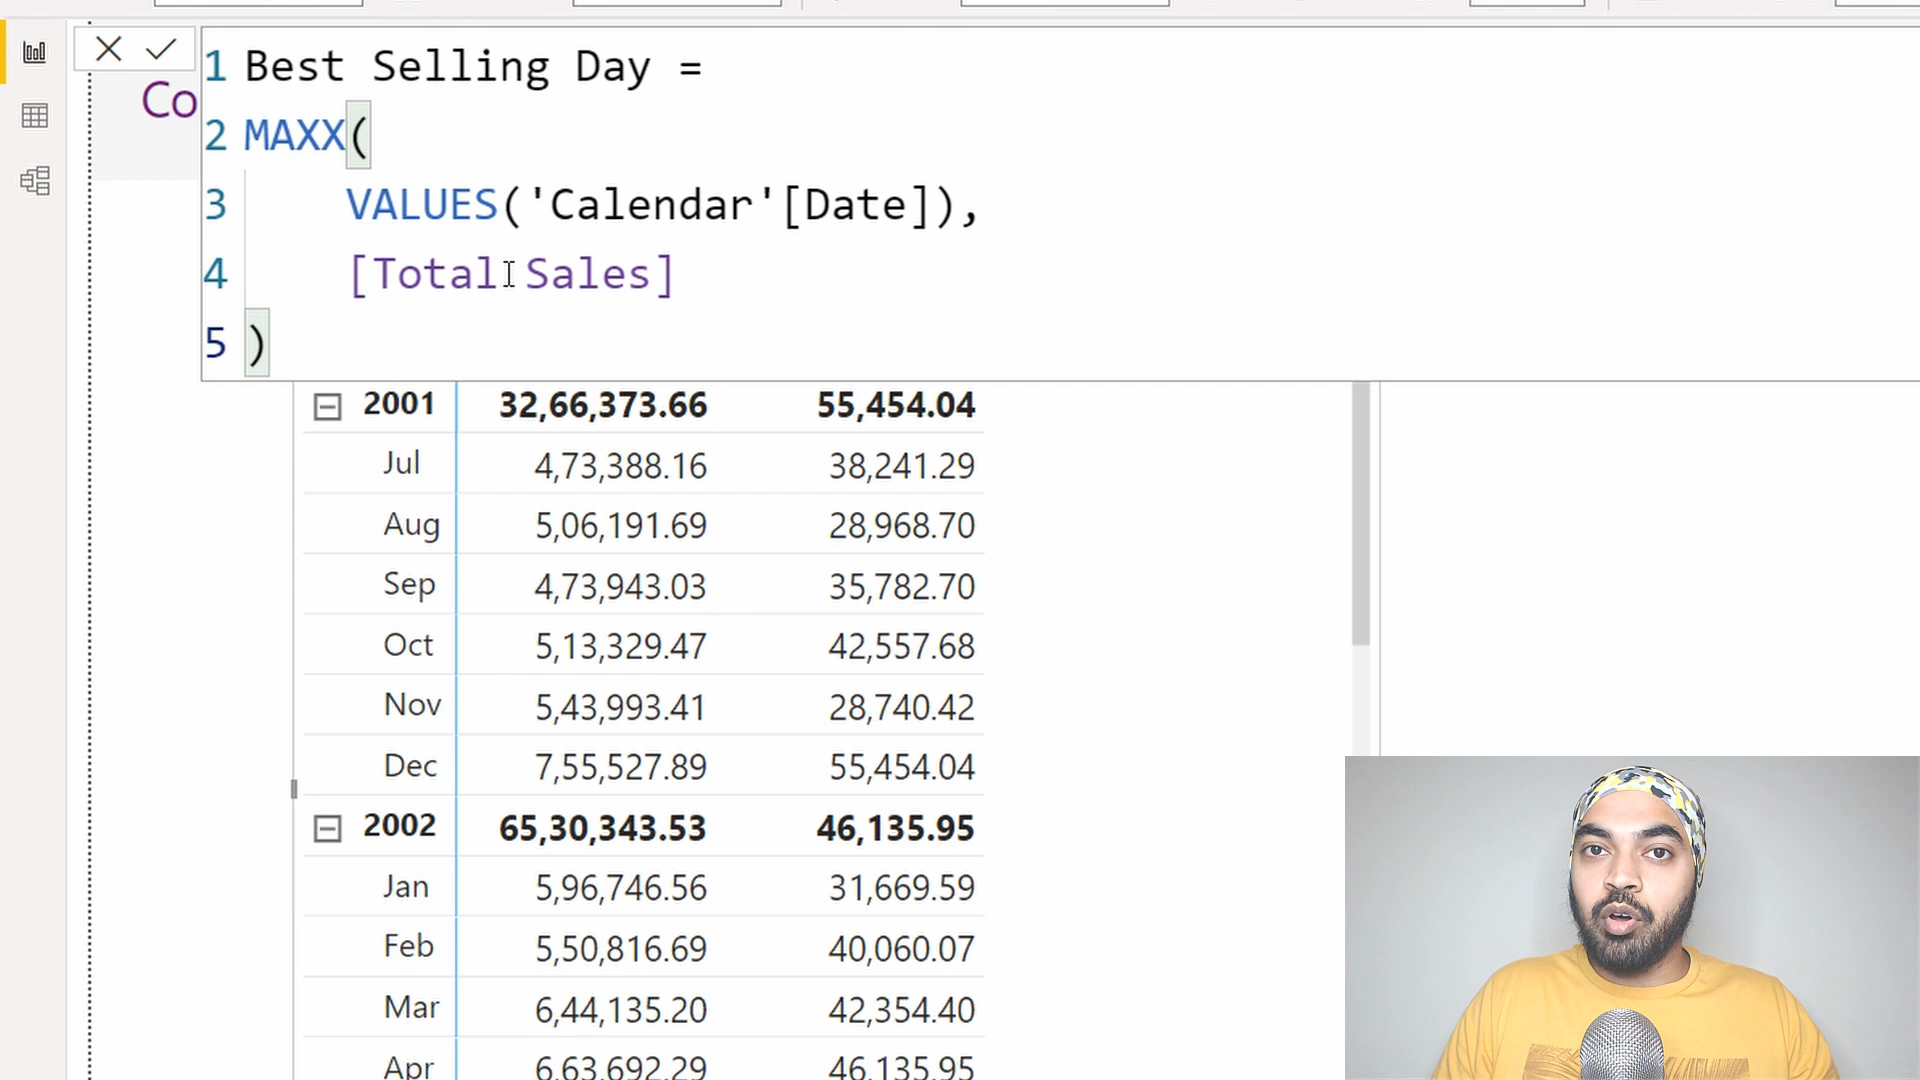 Co
1 Best Selling Day =
2 MAXX(
3 VALUES('Calendar'[Date]),
4 [Total Sales]
5 )
2001 32,66,373.66 55,454.04
Jul 4,73,388.16 38,241.29
Aug 5,06,191.69 28,968.70
Sep 4,73,943.03 35,782.70
Oct 5,13,329.47 42,557.68
Nov 5,43,993.41 28,740.42
Dec 7,55,527.89 55,454.04
2002 65,30,343.53 46,135.95
Jan 5,96,746.56 31,669.59
Feb 5,50,816.69 40,060.07
Mar 6,44,135.20 42,354.40
Apr 6,63,692.29 46,135.95